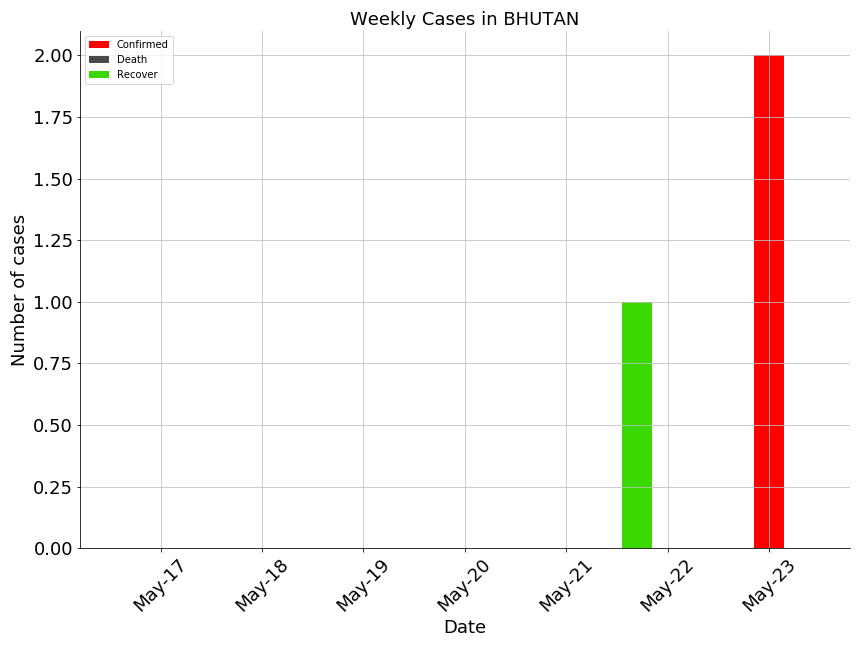 Weekly Cases in BHUTAN
Confirmed
Death
Recover
2.00
1.75
1.50
1.25
1.00
0.75
0.50
0.25
0.00
Number of cases
May-17
May-18
May-19
May-20
May-21
May-22
May-23
Date